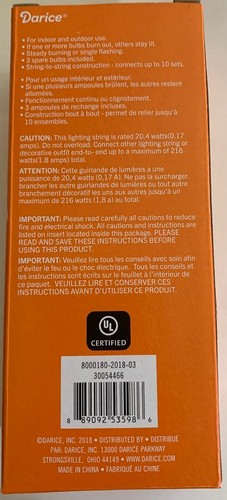 Darice®
• For indoor and outdoor use.
• If one or more bulbs burn out, others stay lit.
• Steady burning or single flashing.
• 3 spare bulbs included.
• String-to-string construction - connects up to 10 sets.
• Pour un usage intérieur et extérieur.
• Si une plusieurs ampoules brûlent, les autres restent
allumées.
• Fonctionnement continu ou clignotement.
• 3 ampoules de rechange incluses.
• Construction bout à bout - permet de relier jusqu'à
10 ensembles.
CAUTION: This lighting string is rated 20.4 watts(0.17
amps). Do not overload. Connect other lighting string or
decorative outfit end-to- end up to a maximum of 216
watts(1.8 amps) total.
ATTENTION: Cette guirlande de lumières a une
puissance de 20,4 watts (0,17 A). Ne pas la surcharger.
brancher les autre guirlandes de lumières ou tout autre
branchement décoratif les uns aux autres jusqu'à un
maximum de 216 watts (1,8 a) au total.
IMPORTANT: Please read carefully all cautions to reduce
fire and electrical shock. All cautions and instructions are
listed on insert located inside this package. PLEASE
READ AND SAVE THESE INSTRUCTIONS BEFORE
USING THIS PRODUCT.
IMPORTANT: Veuillez lire tous les conseils avec soin afin
d'éviter le feu ou le choc électrique. Tous les conseils et
les instructions sont écrits sur le feuillet à l'intérieur de
ce paquet. VEUILLEZ LIRE ET CONSERVER CES
INSTRUCTIONS AVANT D'UTILISER CE PRODUCT.
UL
CERTIFIED
8000180-2018-03
30054466
8 89092 53598 6
©DARICE, INC. 2018 • DISTRIBUTED BY • DISTRIBUÉ
PAR: DARICE, INC. 13000 DARICE PARKWAY
STRONGSVILLE, OHIO 44149 • WWW.DARICE.COM
MADE IN CHINA • FABRIQUÉ AU CHINE